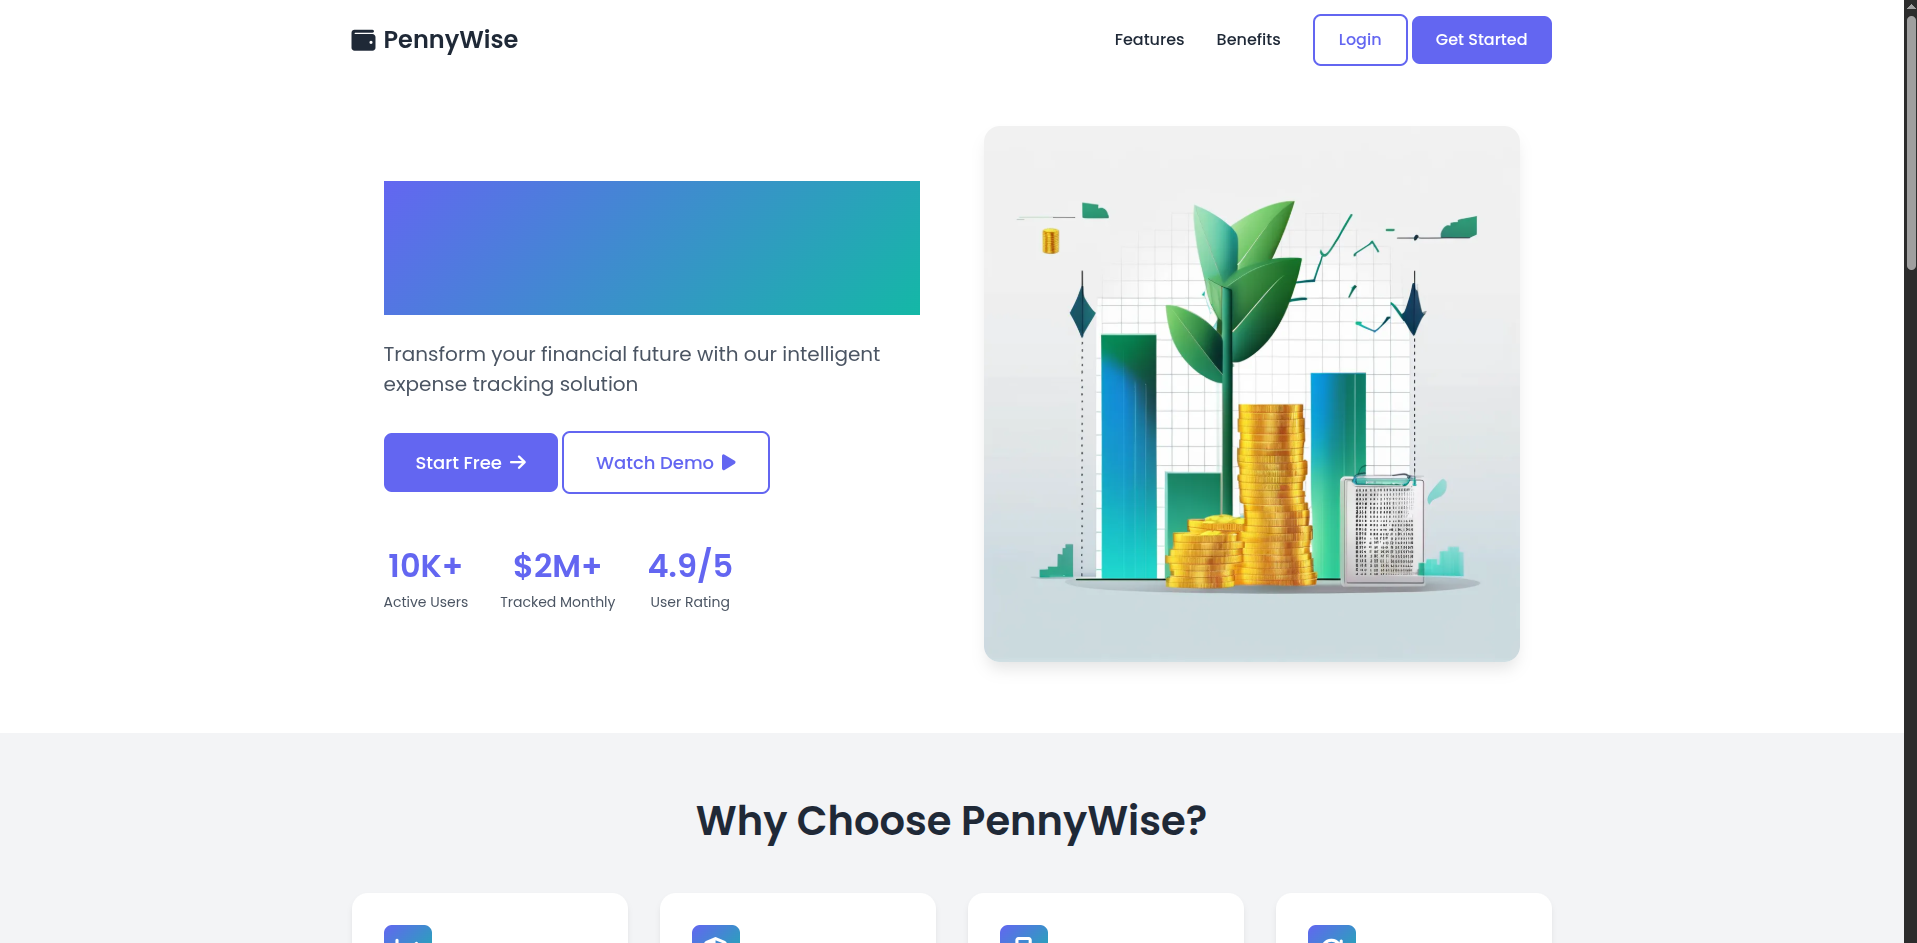 PennyWise
Features
Benefits
Login
Get Started
Transform your financial future with our intelligent
expense tracking solution
Start Free
Watch Demo
10K+
$2M+
4.9/5
Active Users
Tracked Monthly
User Rating
Why Choose PennyWise?